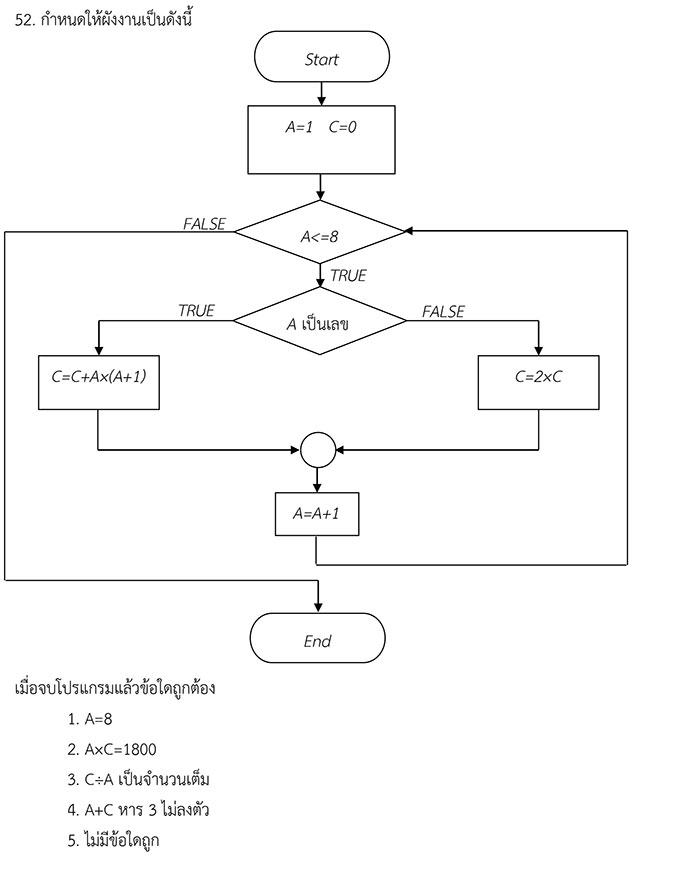 52. กำหนดให้ผังงานเป็นดังนี้
Start
A=1 C=0
FALSE
A<=8
TRUE
TRUE
A เป็นเลข
FALSE
C=C+Ax(A+1)
C=2xC
A=A+1
End
เมื่อจบโปรแกรมแล้วข้อใดถูกต้อง
1. A=8
2. AxC=1800
3. C÷A เป็นจำนวนเต็ม
4. A+C หาร 3 ไม่ลงตัว
5. ไม่มีข้อใดถูก